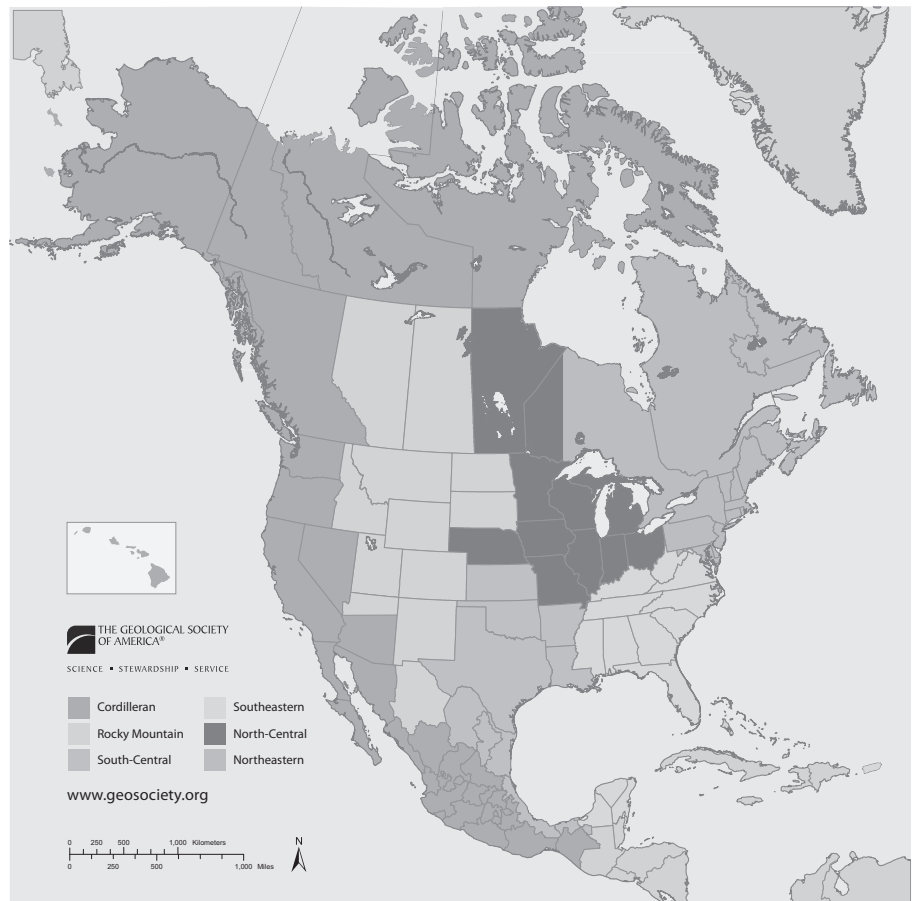 THE GEOLOGICAL SOCIETY
OF AMERICA®
SCIENCE ▪ STEWARDSHIP ▪ SERVICE
Cordilleran
Rocky Mountain
South-Central
Southeastern
North-Central
Northeastern
www.geosociety.org
0 250 500 1,000 Kilometers
0 250 500 1,000 Miles
N